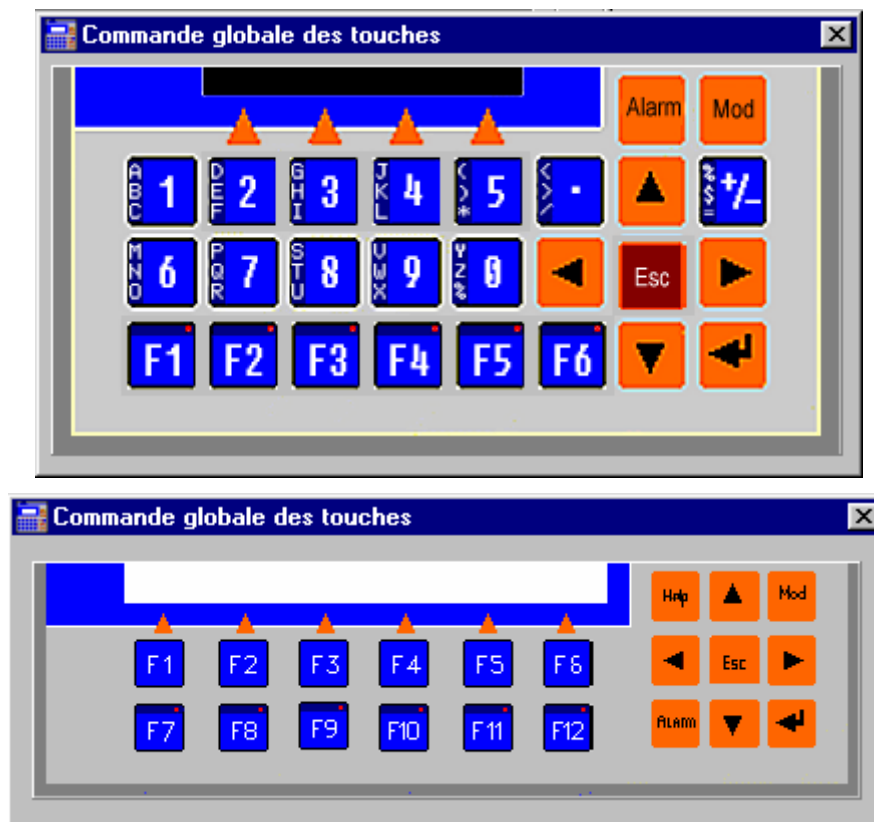 Commande globale des touches
Alarm Mod
ABC 1 DEF 2 GHI 3 JKL 4 ()* 5 <>/ . %$= +/-
MNO 6 PQR 7 STU 8 VWX 9 YZ% 0 Esc
F1 F2 F3 F4 F5 F6
Commande globale des touches
Help Mod
F1 F2 F3 F4 F5 F6 Esc
F7 F8 F9 F10 F11 F12 ALARM